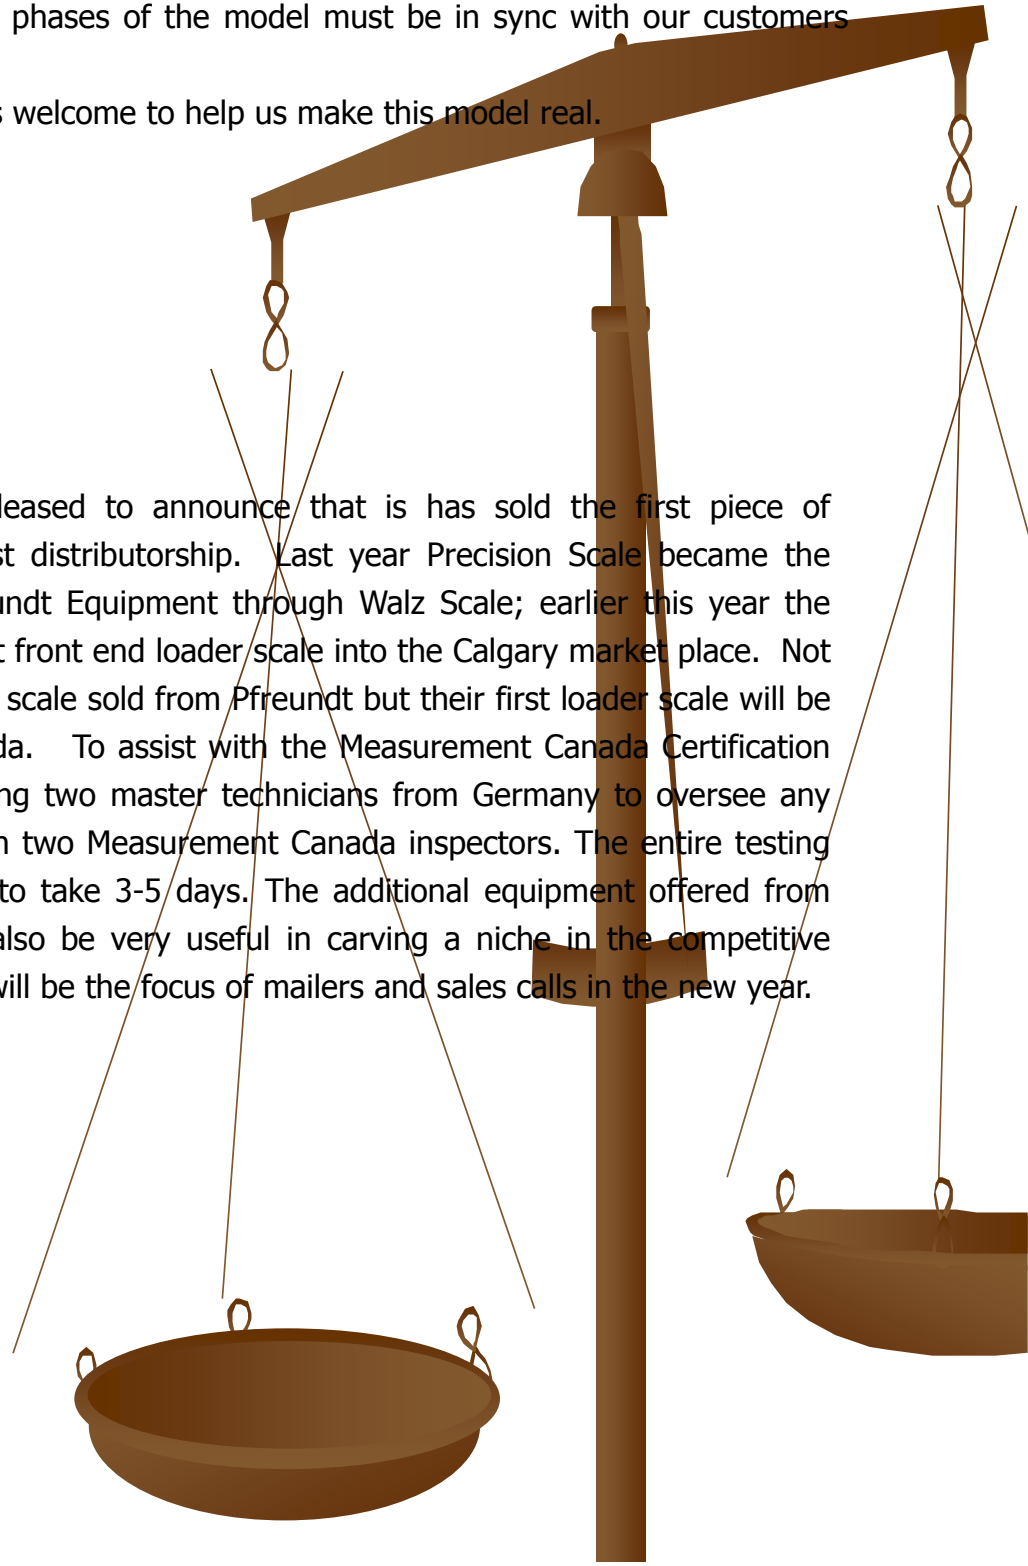 phases of the model must be in sync with our customers
welcome to help us make this model real.
leased to announce that is has sold the first piece of
st distributorship. Last year Precision Scale became the
undt Equipment through Walz Scale; earlier this year the
t front end loader scale into the Calgary market place. Not
scale sold from Pfreundt but their first loader scale will be
da. To assist with the Measurement Canada Certification
ng two master technicians from Germany to oversee any
n two Measurement Canada inspectors. The entire testing
to take 3-5 days. The additional equipment offered from
also be very useful in carving a niche in the competitive
will be the focus of mailers and sales calls in the new year.